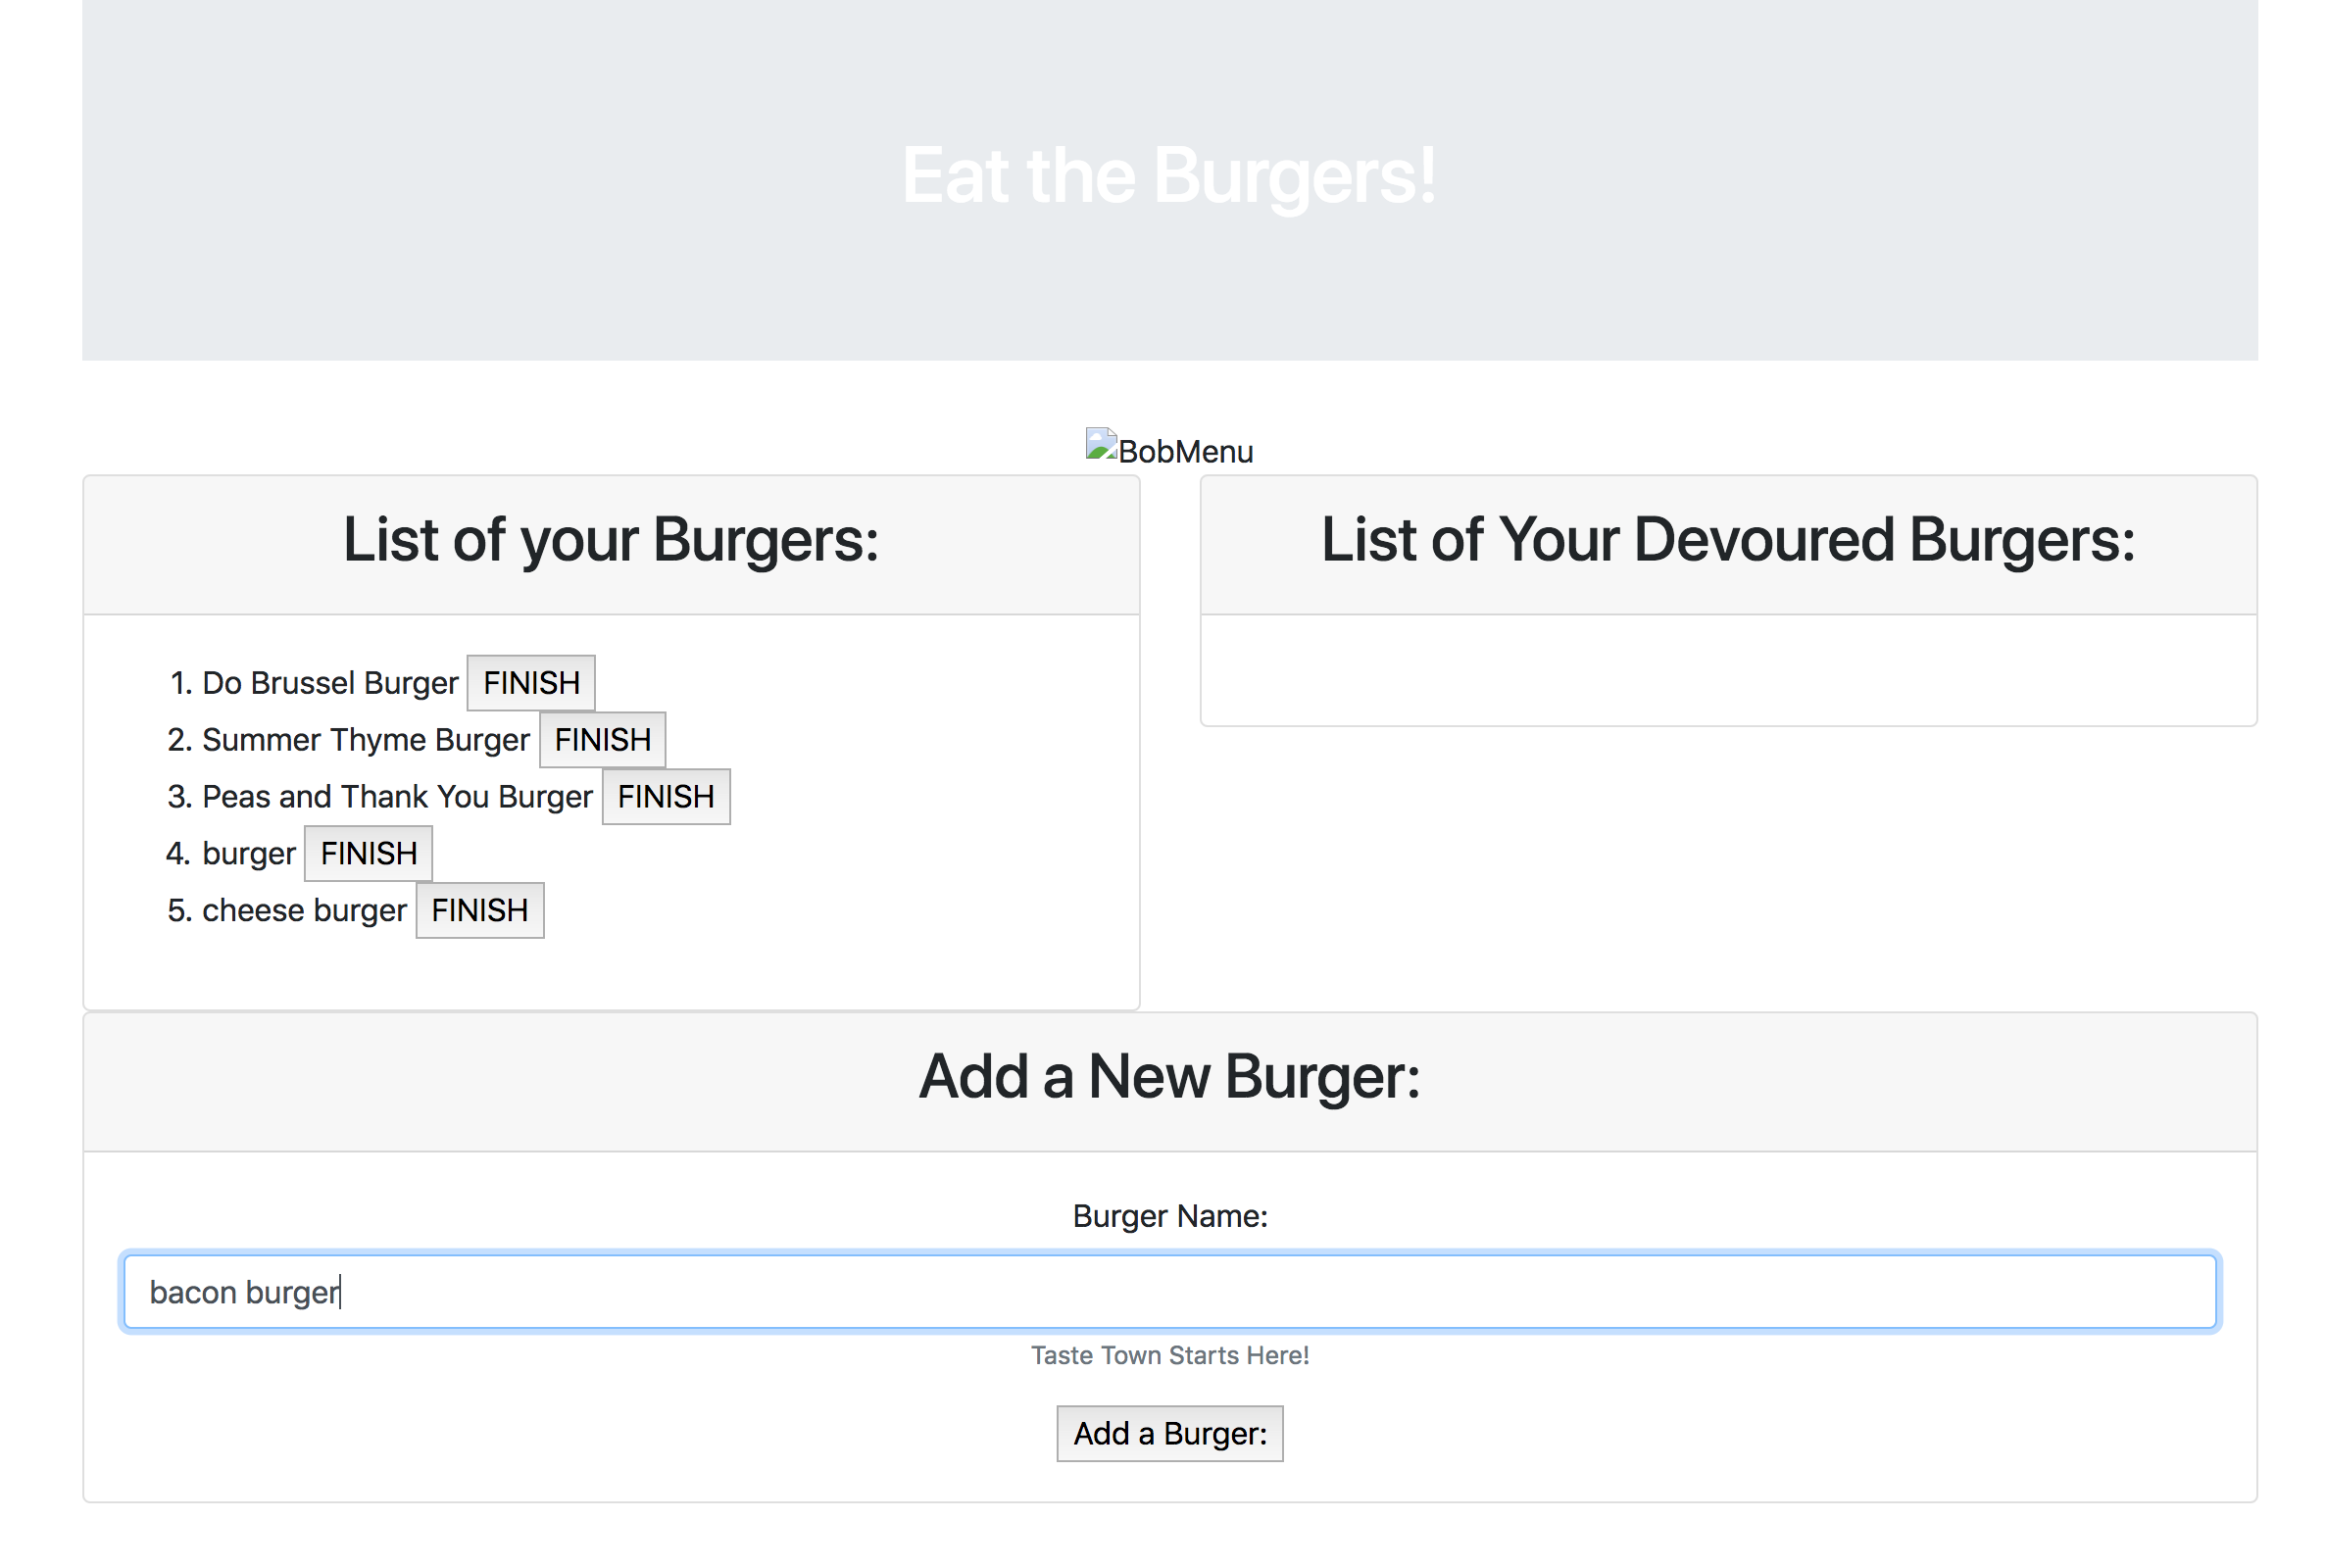 Eat the Burgers!
BobMenu
List of your Burgers:
1. Do Brussel Burger FINISH
2. Summer Thyme Burger FINISH
3. Peas and Thank You Burger FINISH
4. burger FINISH
5. cheese burger FINISH
List of Your Devoured Burgers:
Add a New Burger:
Burger Name:
bacon burger
Taste Town Starts Here!
Add a Burger: